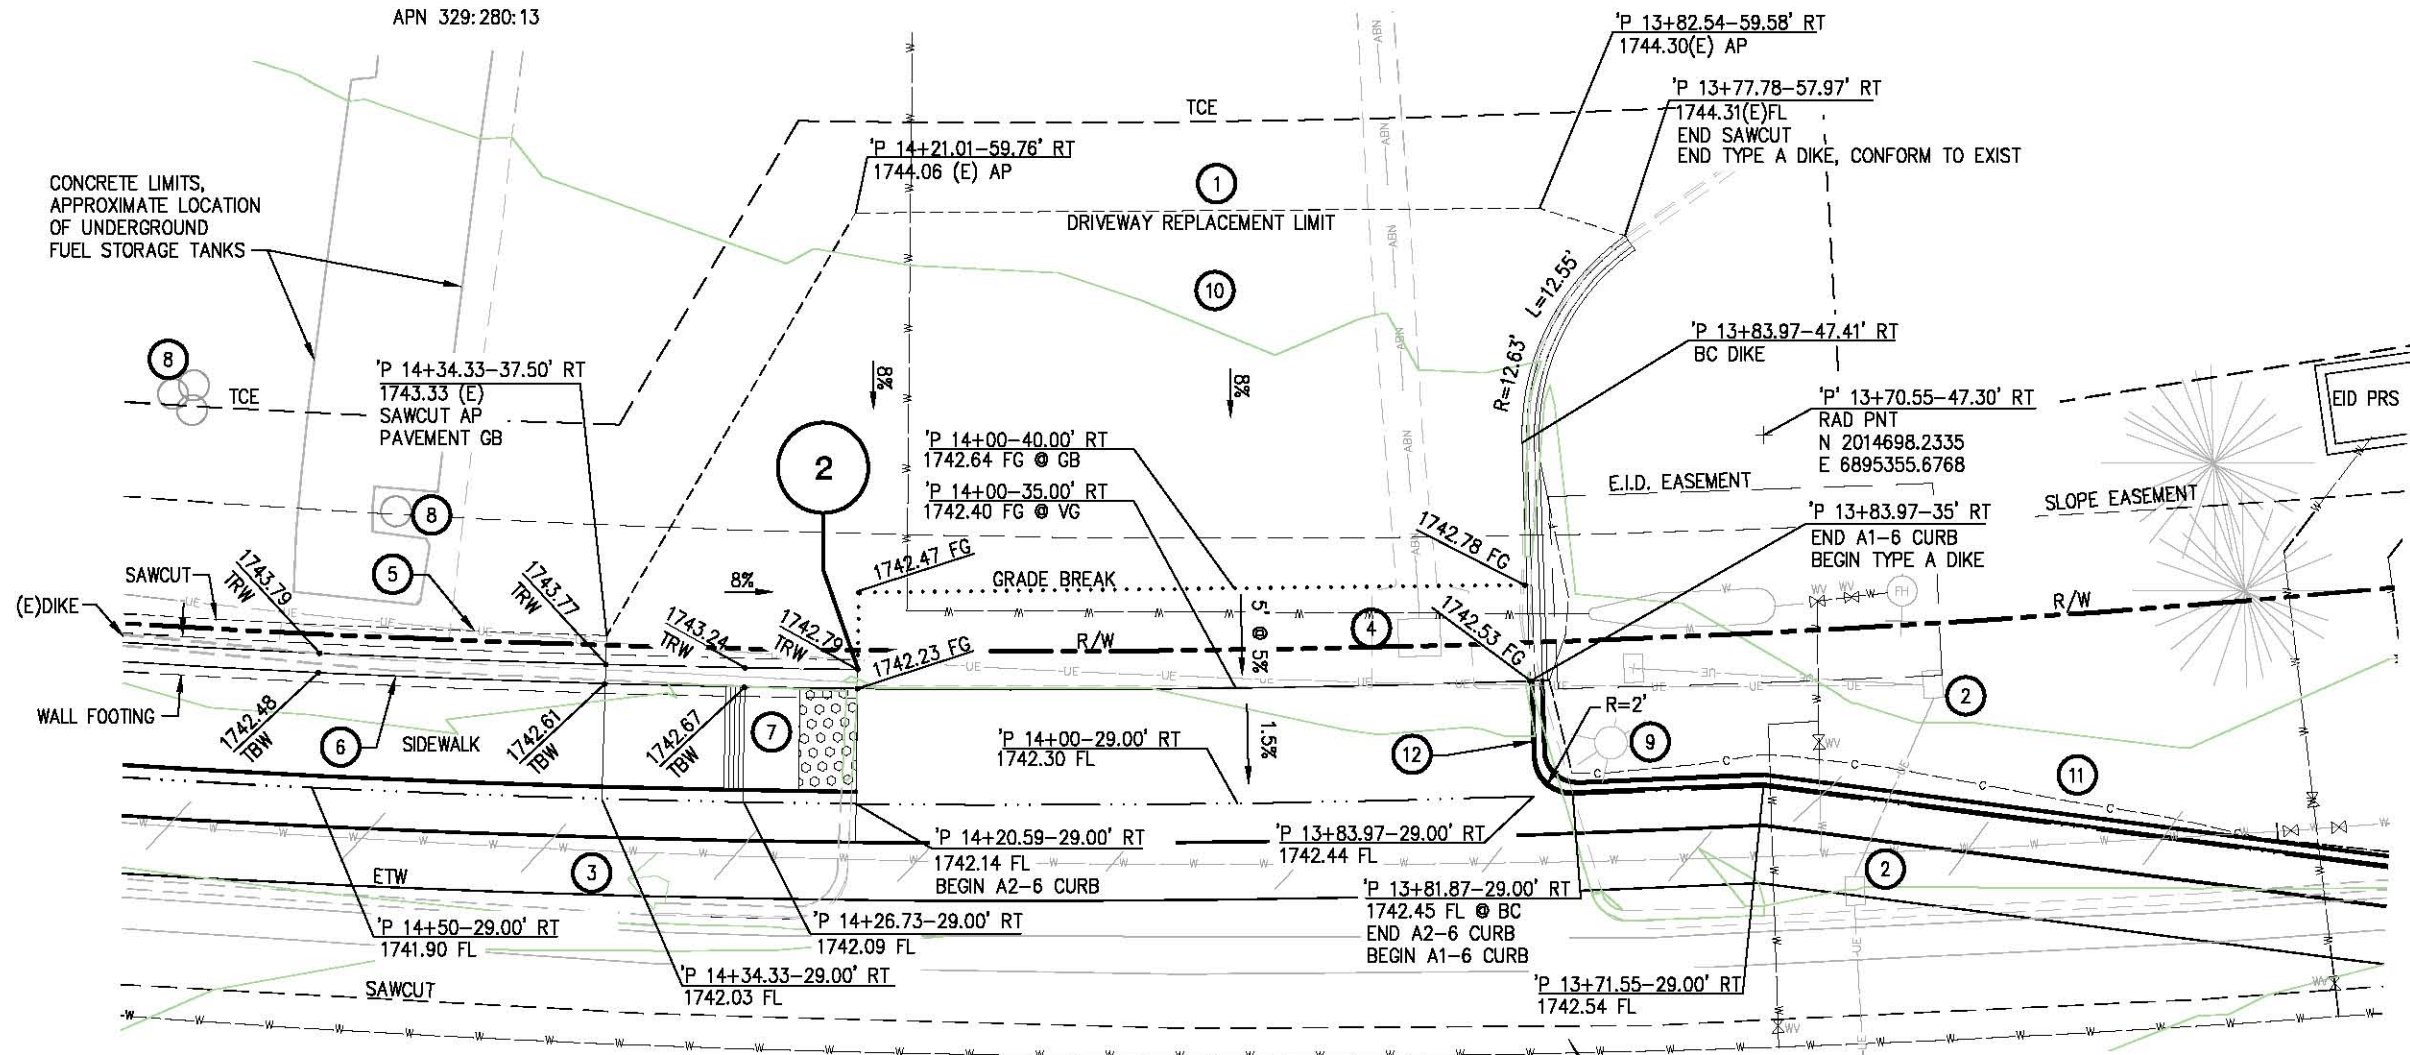 APN 329:280:13
'P 13+82.54-59.58' RT
1744.30(E) AP
'P 13+77.78-57.97' RT
1744.31(E)FL
END SAWCUT
END TYPE A DIKE, CONFORM TO EXIST
TCE
'P 14+21.01-59.76' RT
1744.06 (E) AP
1
DRIVEWAY REPLACEMENT LIMIT
CONCRETE LIMITS,
APPROXIMATE LOCATION
OF UNDERGROUND
FUEL STORAGE TANKS
10
L=12.55'
R=12.63'
'P 13+83.97-47.41' RT
BC DIKE
8
TCE
'P 14+34.33-37.50' RT
1743.33 (E)
SAWCUT AP
PAVEMENT GB
8%
8%
'P' 13+70.55-47.30' RT
RAD PNT
N 2014698.2335
E 6895355.6768
EID PRS
2
'P 14+00-40.00' RT
1742.64 FG @ GB
'P 14+00-35.00' RT
1742.40 FG @ VG
E.I.D. EASEMENT
SLOPE EASEMENT
8
'P 13+83.97-35' RT
END A1-6 CURB
BEGIN TYPE A DIKE
1742.78 FG
1742.47 FG
GRADE BREAK
SAWCUT
(E)DIKE
5
8%
1743.79
TRW
1743.77
TRW
1743.24
TRW
1742.79
TRW
R/W
1742.23 FG
5' @ 5%
4
1742.53 FG
FH
R/W
WALL FOOTING
1742.48
TBW
6
SIDEWALK
1742.61
TBW
1742.67
TBW
7
1.5%
'P 14+00-29.00' RT
1742.30 FL
12
R=2'
9
2
WV
11
'P 14+20.59-29.00' RT
1742.14 FL
BEGIN A2-6 CURB
'P 13+83.97-29.00' RT
1742.44 FL
3
ETW
2
'P 13+81.87-29.00' RT
1742.45 FL @ BC
END A2-6 CURB
BEGIN A1-6 CURB
'P 14+50-29.00' RT
1741.90 FL
'P 14+26.73-29.00' RT
1742.09 FL
'P 14+34.33-29.00' RT
1742.03 FL
'P 13+71.55-29.00' RT
1742.54 FL
SAWCUT
WV